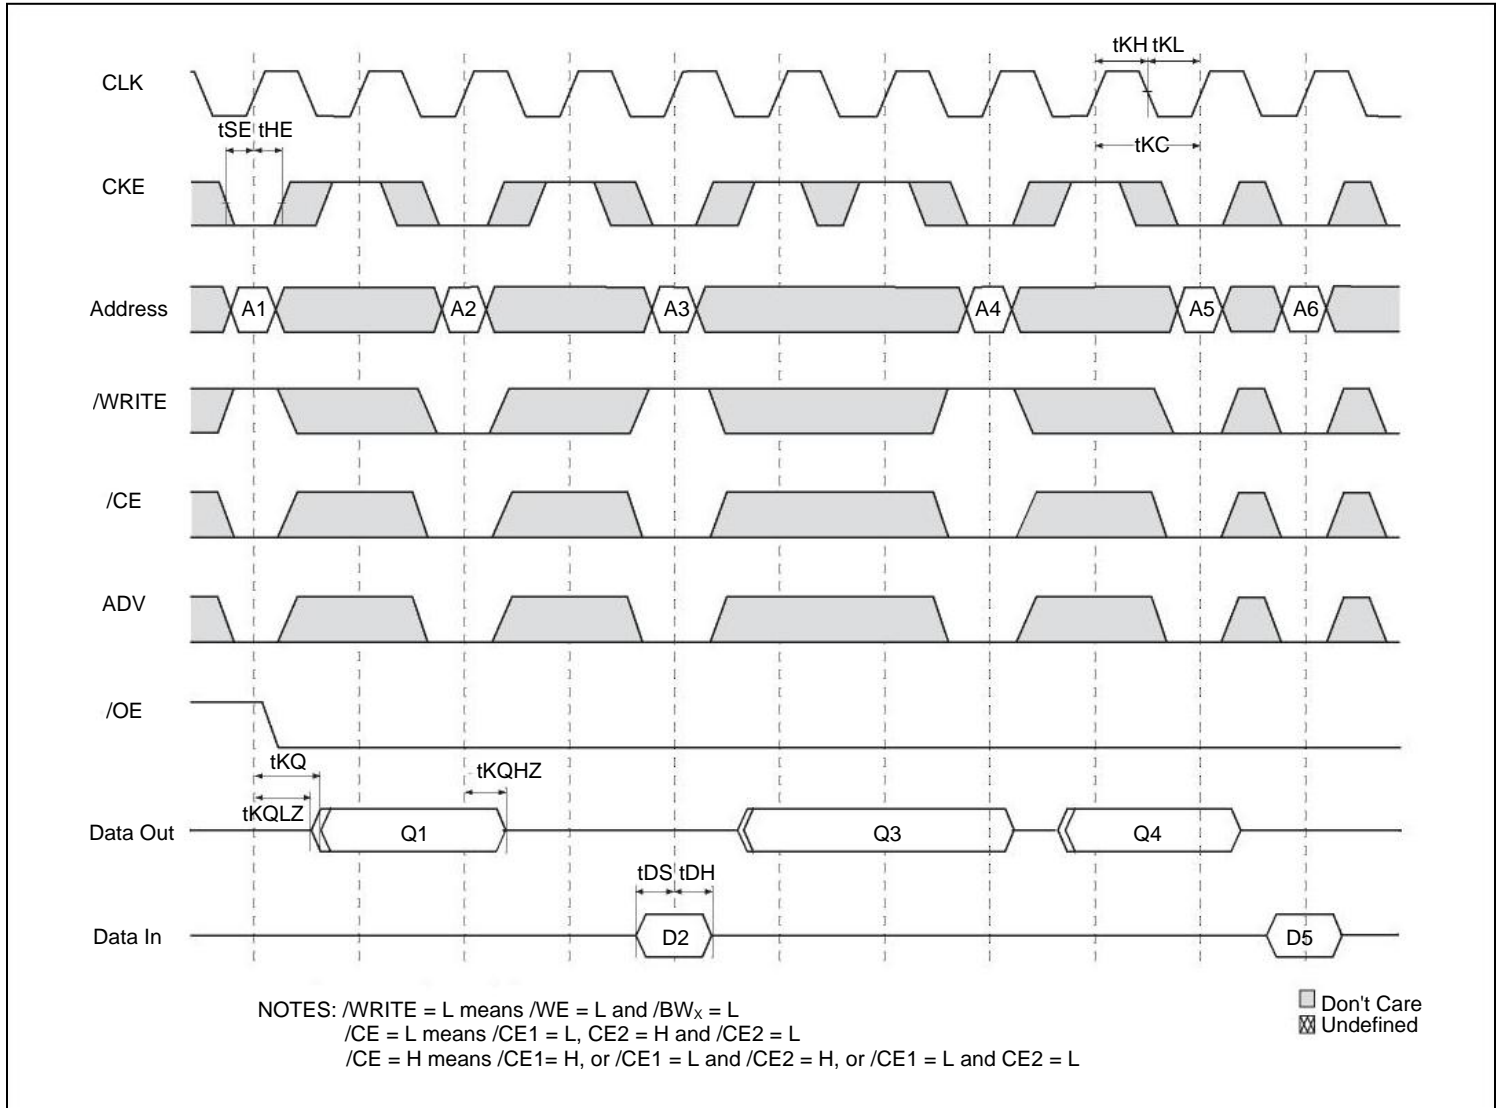 tKH tKL
CLK
tSE tHE
tKC
CKE
Address A1 A2 A3 A4 A5 A6
/WRITE
/CE
ADV
/OE
tKQ
tKQHZ
tKQLZ
Data Out Q1 Q3 Q4
tDS tDH
Data In D2 D5
NOTES: /WRITE = L means /WE = L and /BWX = L
/CE = L means /CE1 = L, CE2 = H and /CE2 = L
/CE = H means /CE1= H, or /CE1 = L and /CE2 = H, or /CE1 = L and CE2 = L
Don't Care
Undefined